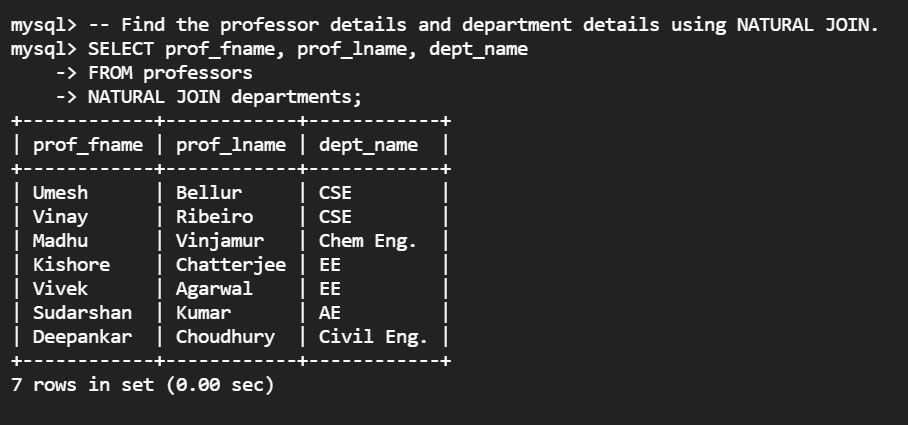 mysql> -- Find the professor details and department details using NATURAL JOIN.
mysql> SELECT prof_fname, prof_lname, dept_name
    -> FROM professors
    -> NATURAL JOIN departments;
+------------+------------+------------+
| prof_fname | prof_lname | dept_name  |
+------------+------------+------------+
| Umesh      | Bellur     | CSE        |
| Vinay      | Ribeiro    | CSE        |
| Madhu      | Vinjamur   | Chem Eng.  |
| Kishore    | Chatterjee | EE         |
| Vivek      | Agarwal    | EE         |
| Sudarshan  | Kumar      | AE         |
| Deepankar  | Choudhury  | Civil Eng. |
+------------+------------+------------+
7 rows in set (0.00 sec)